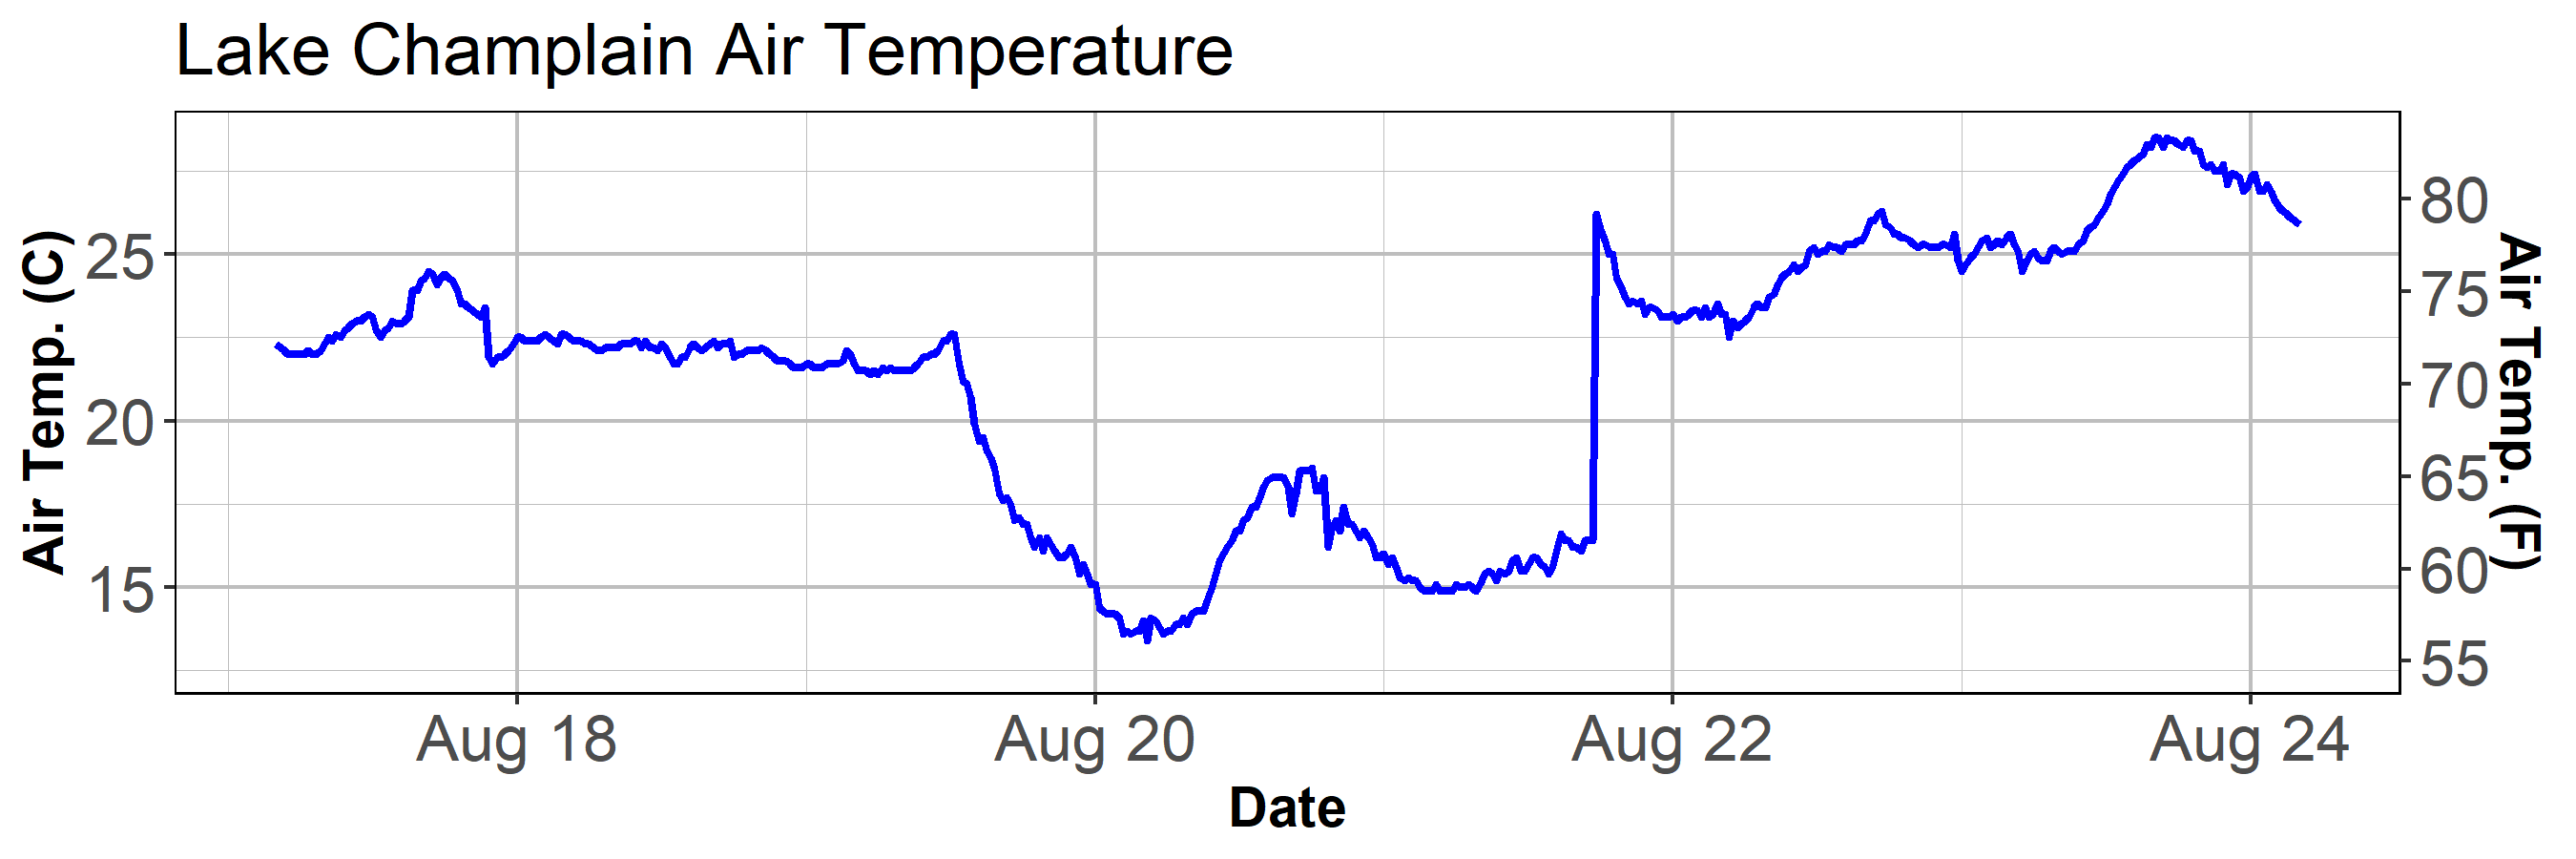 Lake Champlain Air Temperature
Air Temp. (C)
25
20
15
80
75
70
65
60
55
Air Temp. (F)
Aug 18
Aug 20
Aug 22
Aug 24
Date